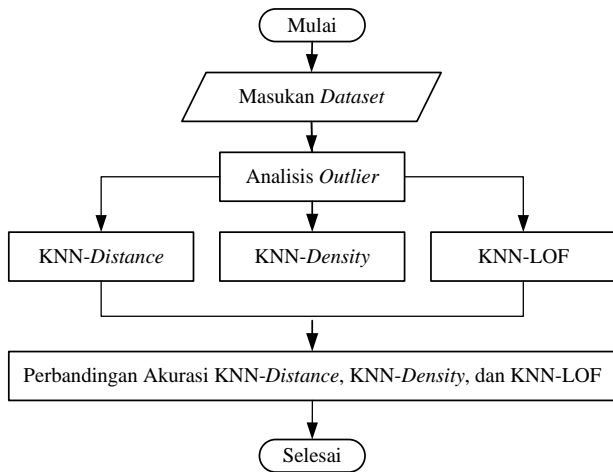 Mulai
Masukan Dataset
Analisis Outlier
KNN-Distance
KNN-Density
KNN-LOF
Perbandingan Akurasi KNN-Distance, KNN-Density, dan KNN-LOF
Selesai